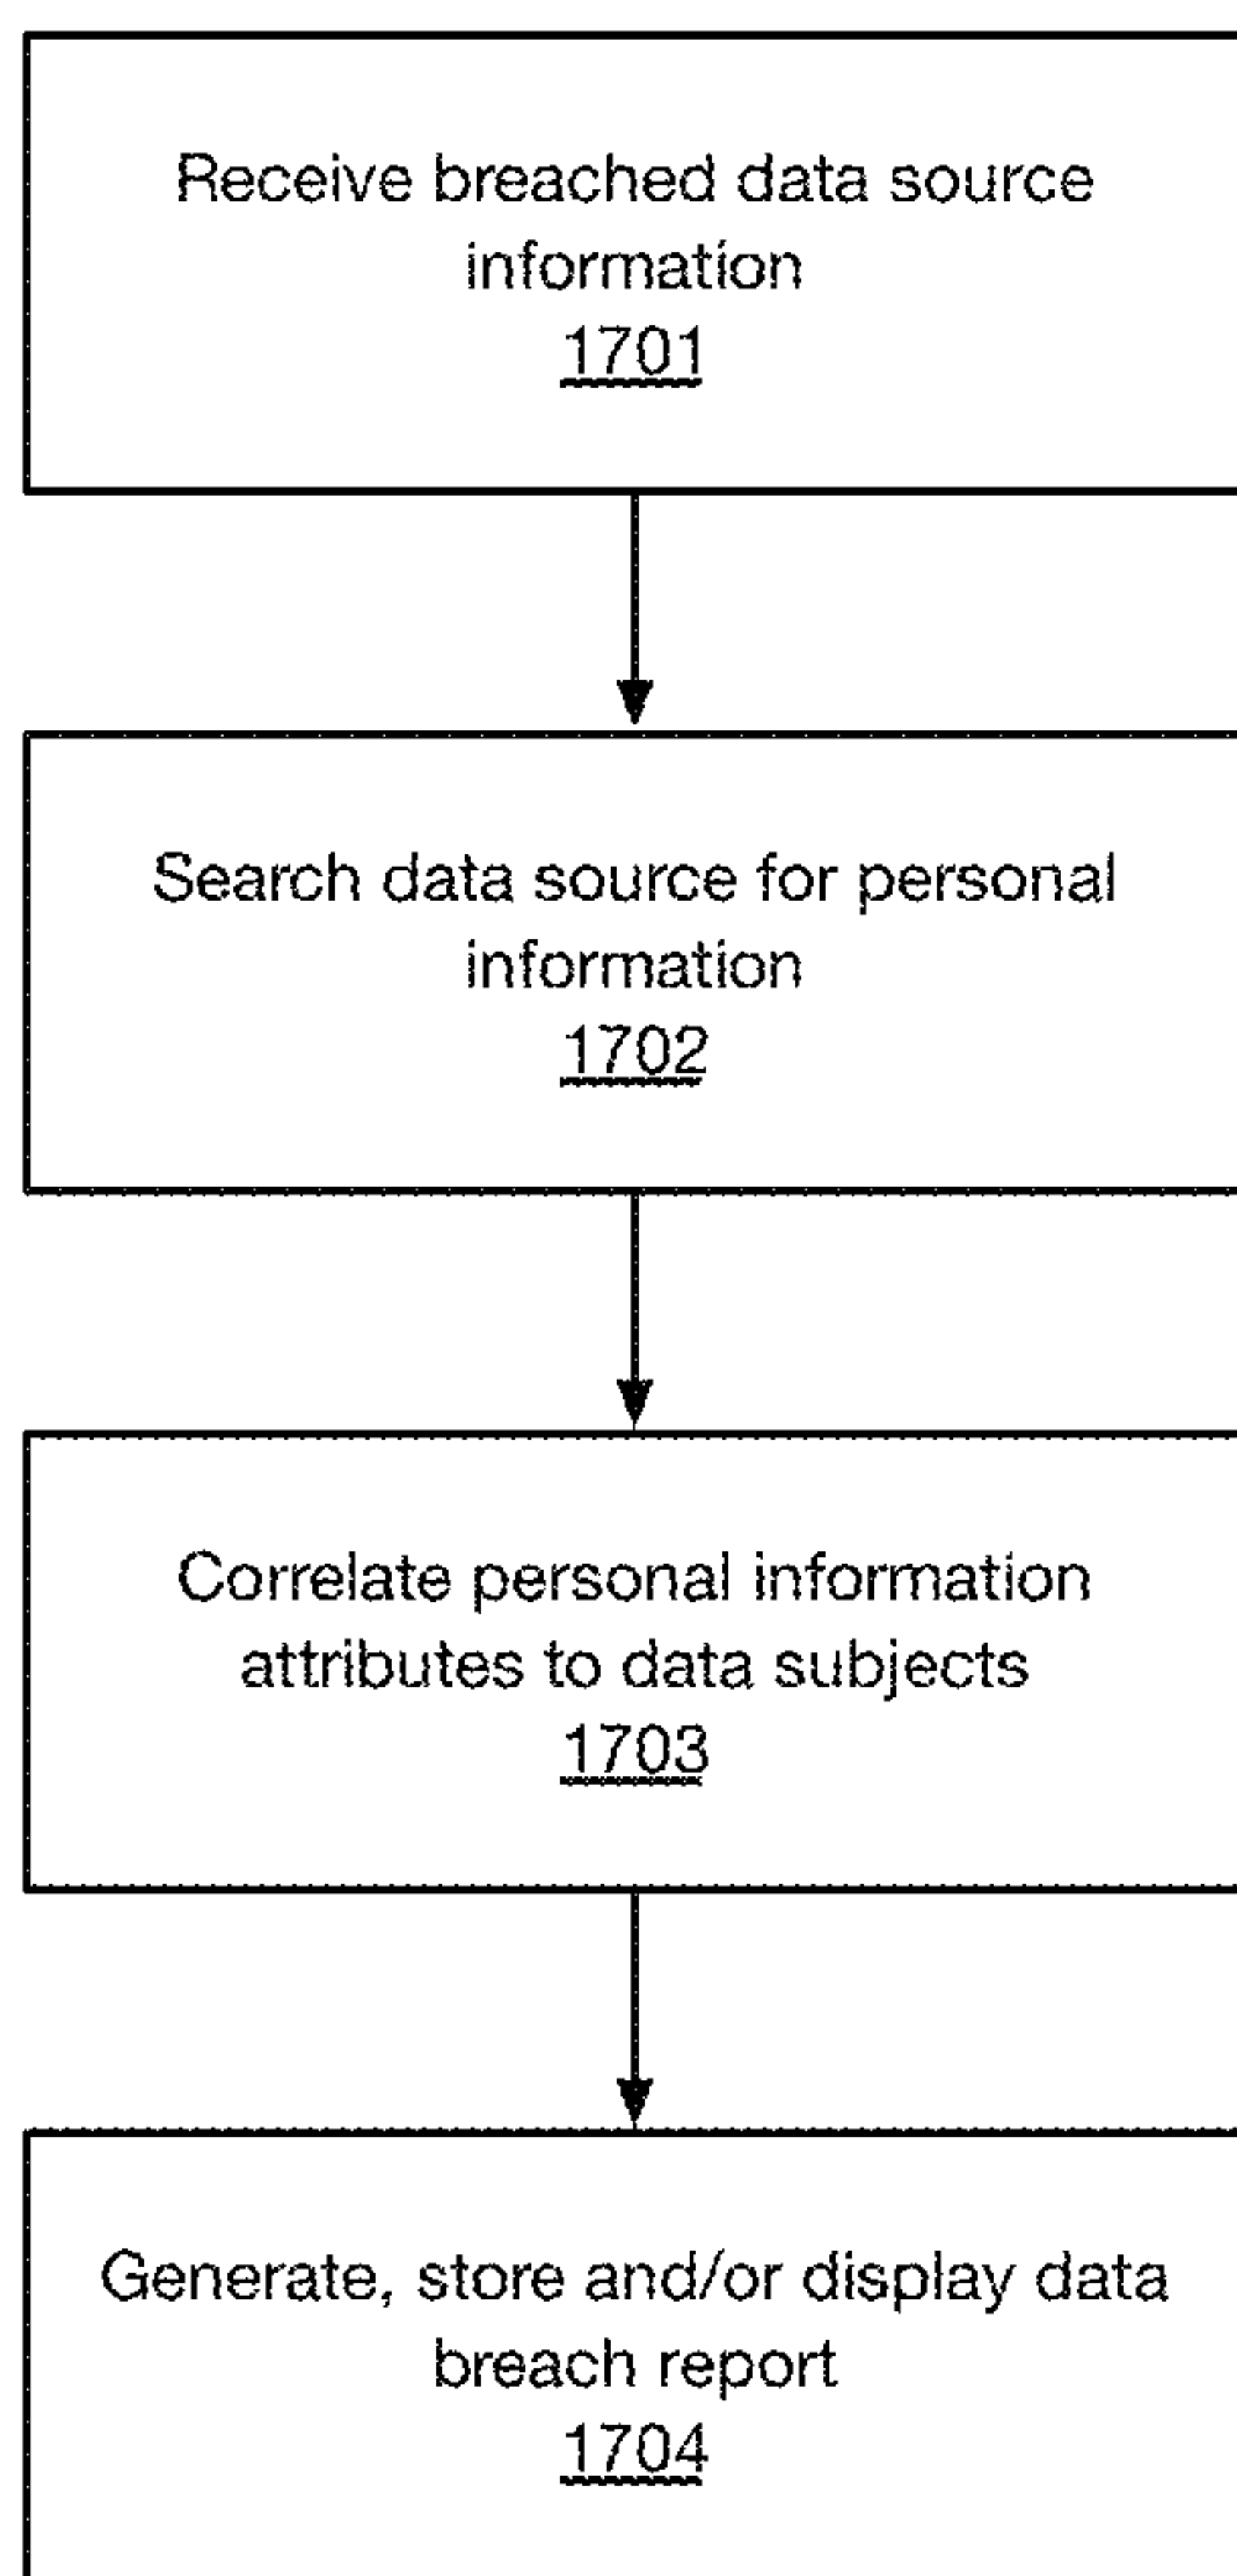 Receive breached data source
information
1701
Search data source for personal
information
1702
Correlate personal information
attributes to data subjects
1703
Generate, store and/or display data
breach report
1704